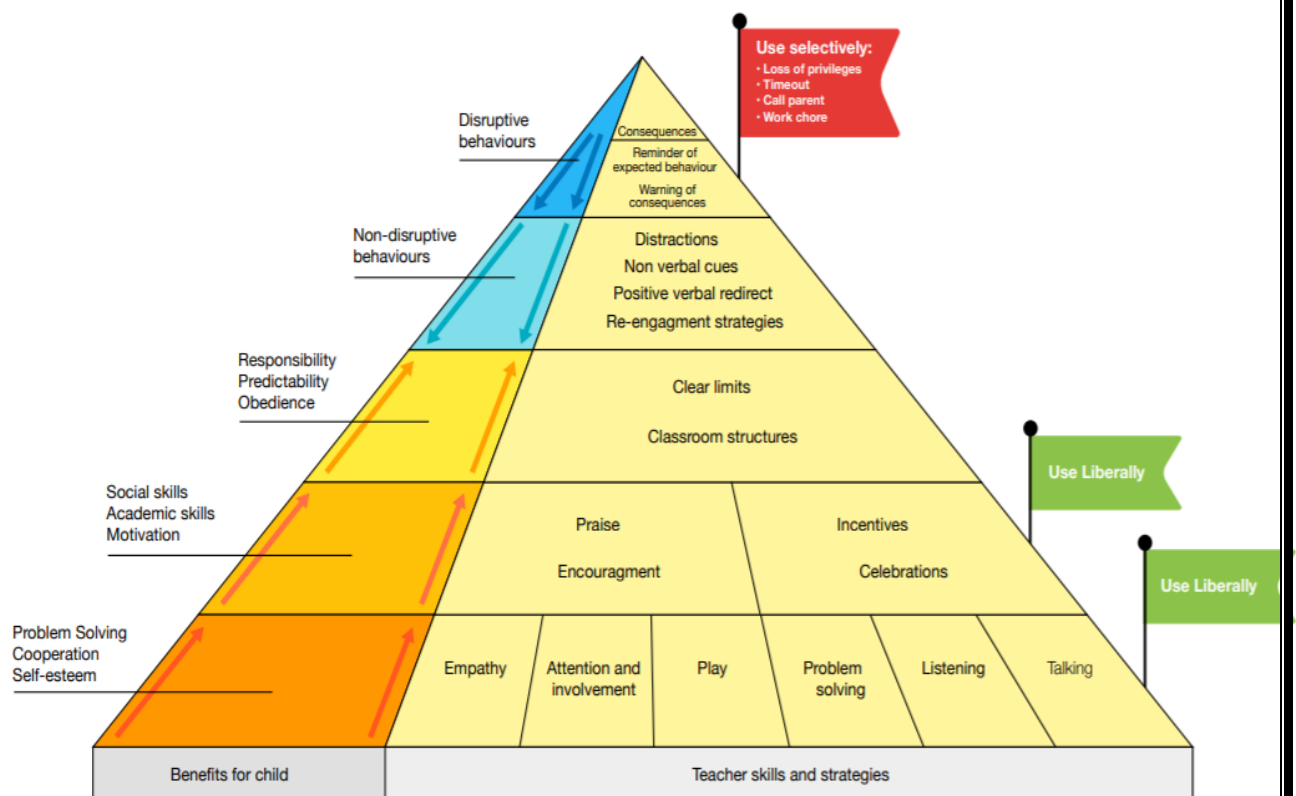 Use selectively:
• Loss of privileges
• Timeout
• Call parent
• Work chore
Disruptive
behaviours
Consequences
Reminder of
expected behaviour
Warning of
consequences
Non-disruptive
behaviours
Distractions
Non verbal cues
Positive verbal redirect
Re-engagment strategies
Responsibility
Predictability
Obedience
Clear limits
Classroom structures
Use Liberally
Social skills
Academic skills
Motivation
Praise
Incentives
Encouragment
Celebrations
Use Liberally
Problem Solving
Cooperation
Self-esteem
Empathy
Attention and
involvement
Play
Problem
solving
Listening
Talking
Benefits for child
Teacher skills and strategies